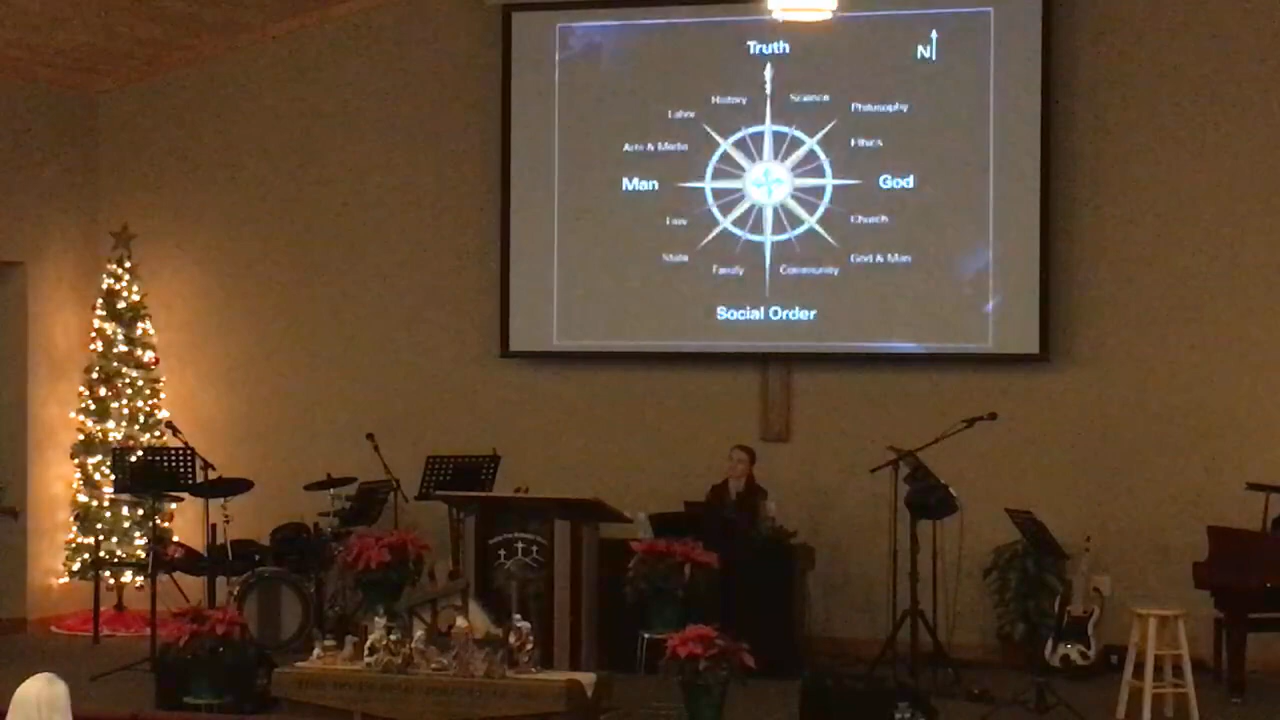 Truth
N
History
Science
Labor
Philosophy
Arts & Media
Ethics
Man
God
Law
Church
State
God & Man
Family
Community
Social Order